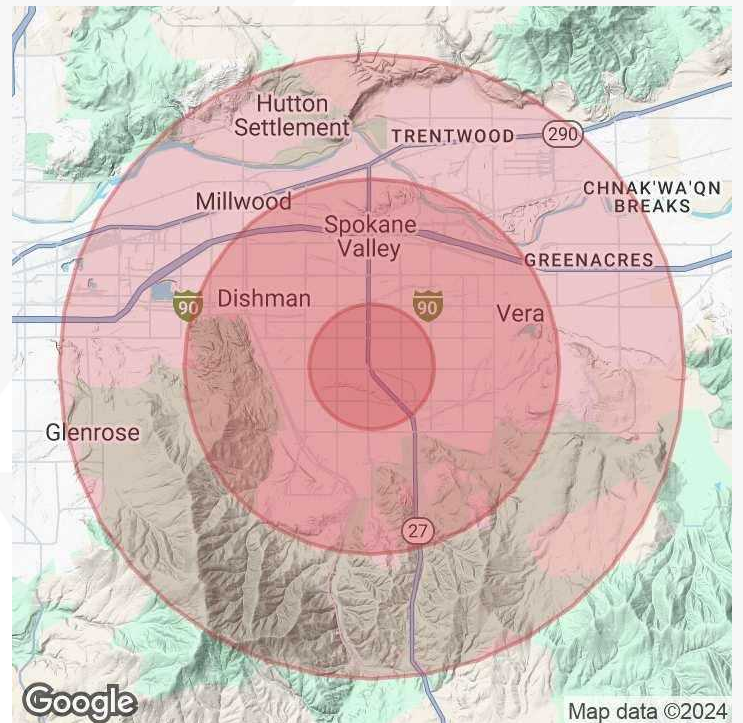 Hutton
Settlement
TRENTWOOD
290
CHNAK'WA'QN
BREAKS
Millwood
Spokane
Valley
GREENACRES
90
Dishman
90
Vera
Glenrose
27
Google
Map data ©2024